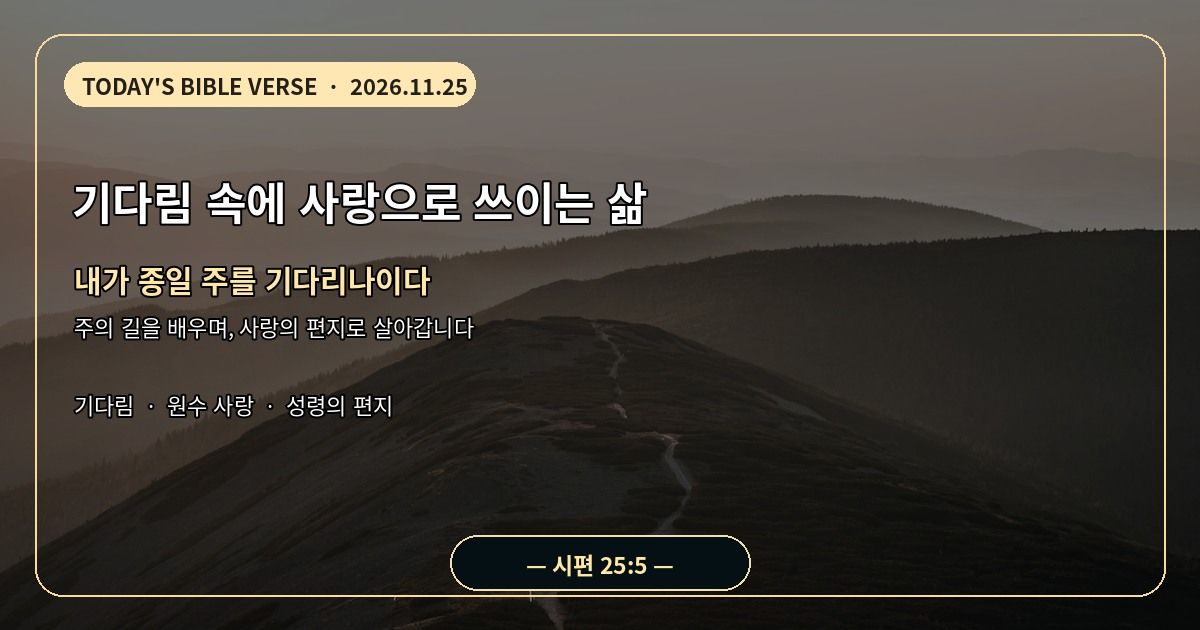 TODAY'S BIBLE VERSE · 2026.11.25
기다림 속에 사랑으로 쓰이는 삶
내가 종일 주를 기다리나이다
주의 길을 배우며, 사랑의 편지로 살아갑니다
기다림 · 원수 사랑 · 성령의 편지
— 시편 25:5 —